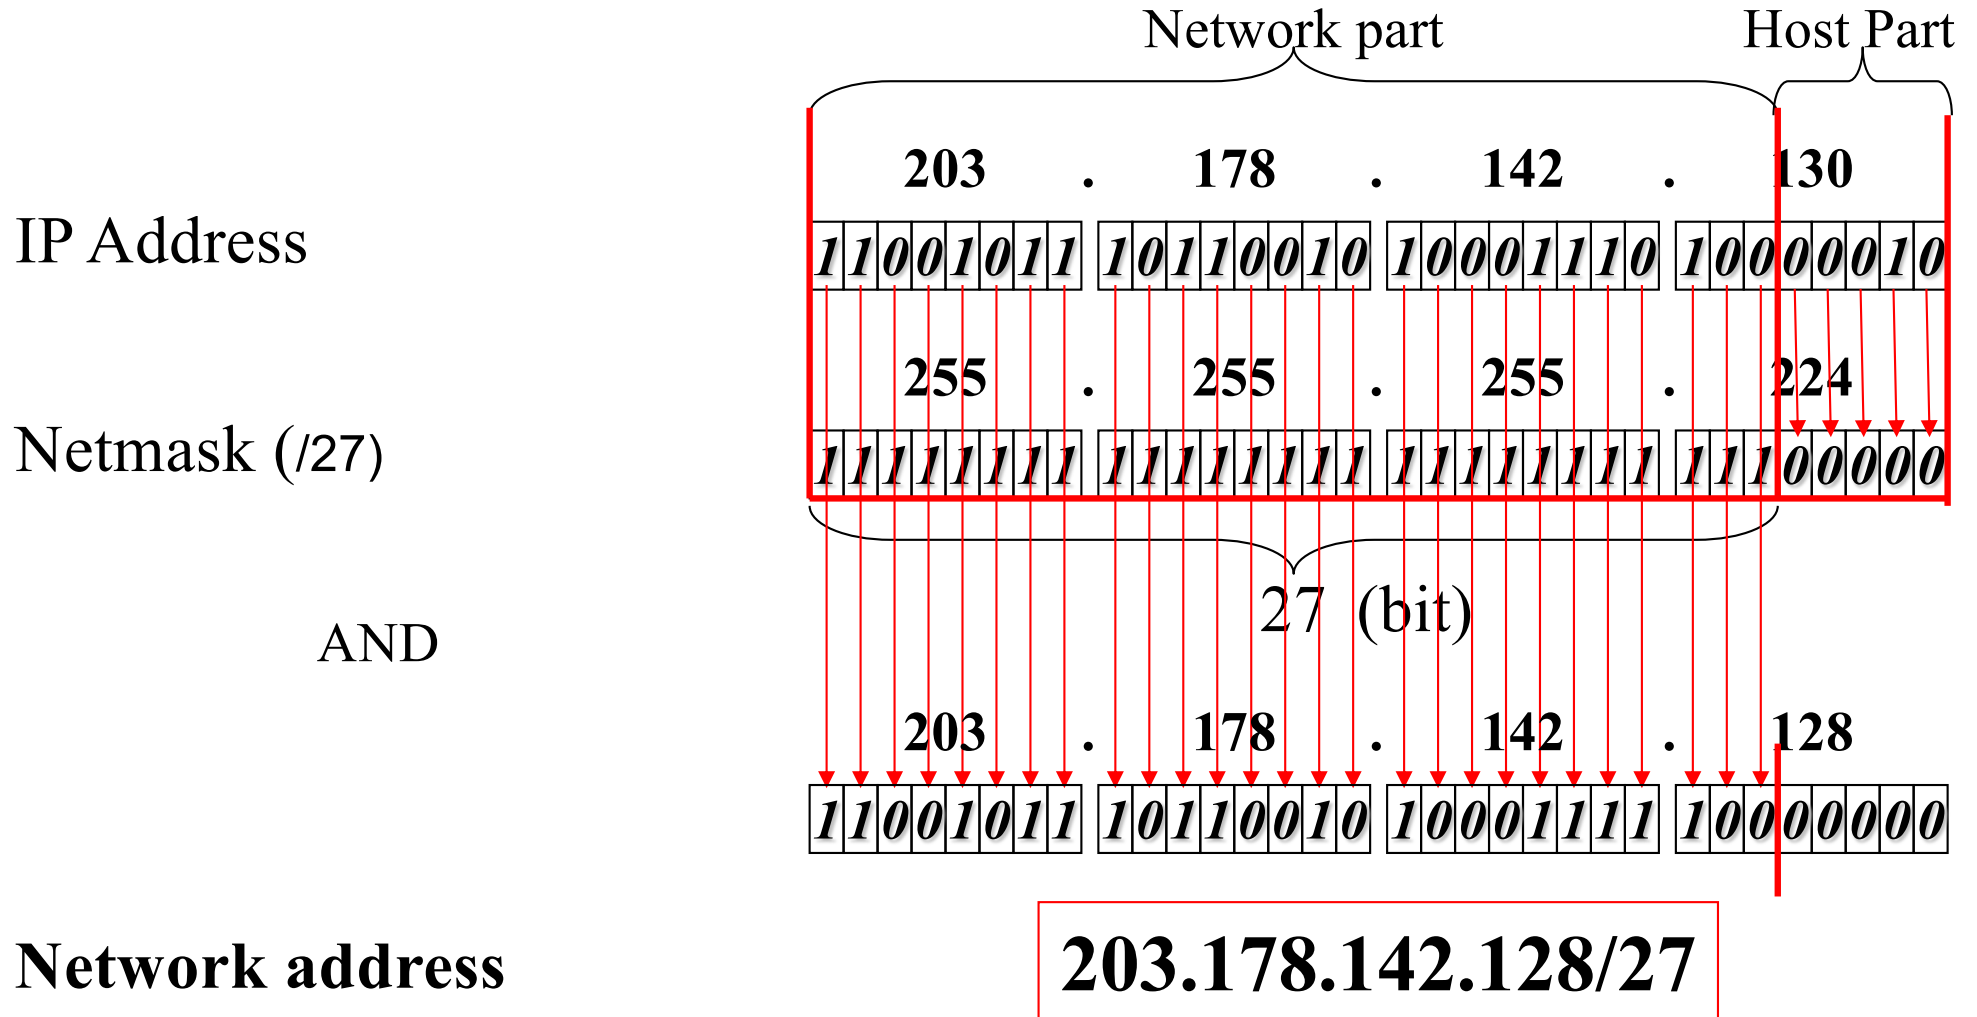 Network part Host Part
203 . 178 . 142 . 130
IP Address 11001011 10110010 10001110 10000010
255 . 255 . 255 . 224
Netmask (/27) 11111111 11111111 11111111 11100000
27 (bit)
AND
203 . 178 . 142 . 128
11001011 10110010 10001111 10000000
Network address 203.178.142.128/27